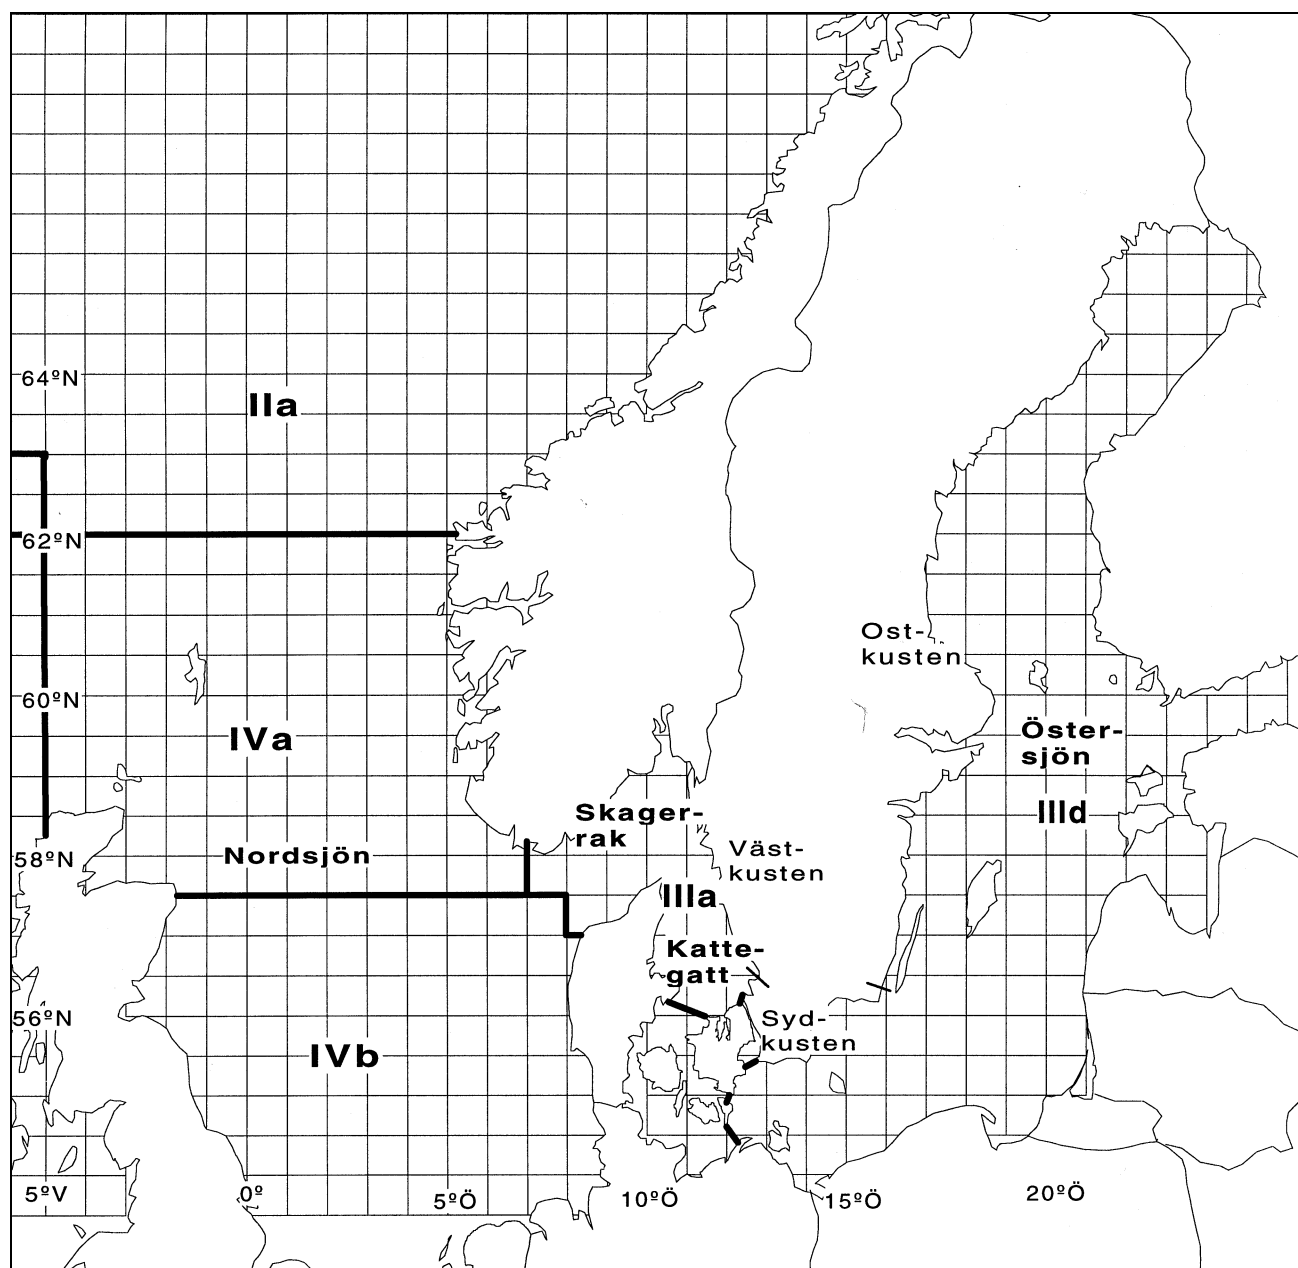 64ºN
IIa
62ºN
Ost-
kusten
60ºN
IVa
Öster-
sjön
IIId
Skager-
rak
58ºN
Nordsjön
Väst-
kusten
IIIa
Katte-
gatt
56ºN
Syd-
kusten
IVb
5ºV
0º
5ºÖ
10ºÖ
15ºÖ
20ºÖ